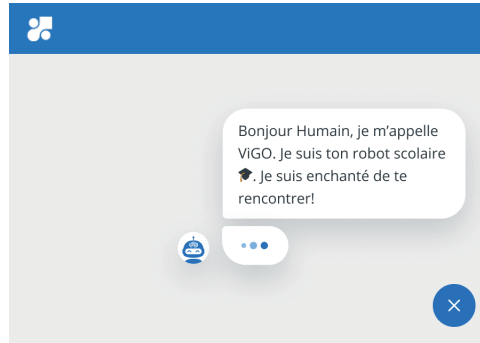 Bonjour Humain, je m’appelle
ViGO. Je suis ton robot scolaire
🎓. Je suis enchanté de te
rencontrer!